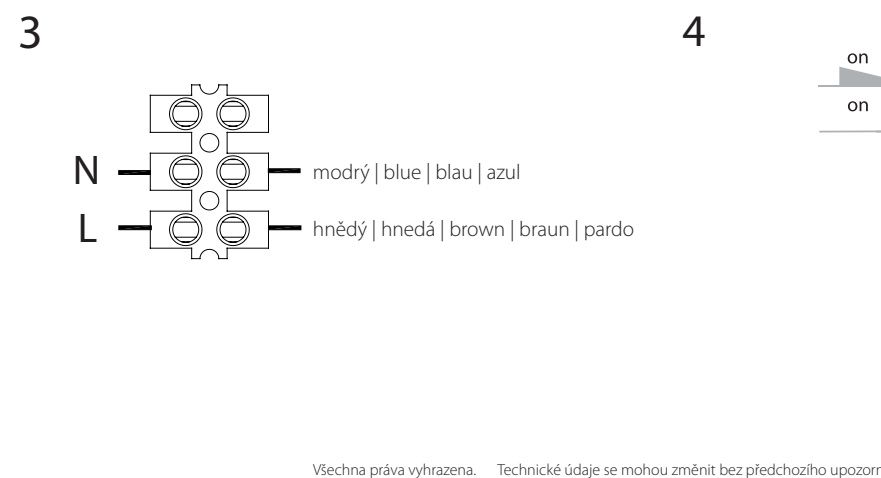 3
4
on
on
N
modrý | blue | blau | azul
L
hnědý | hnedá | brown | braun | pardo
Všechna práva vyhrazena. Technické údaje se mohou změnit bez předchozího